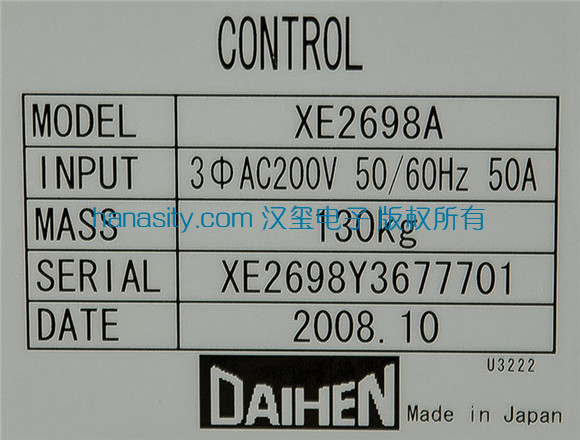 CONTROL
MODEL XE2698A
INPUT 3ΦAC200V 50/60Hz 50A
MASS 130kg
hanasity.com 汉玺电子 版权所有
SERIAL XE2698Y3677701
DATE 2008.10
U3222
DAIHEN Made in Japan